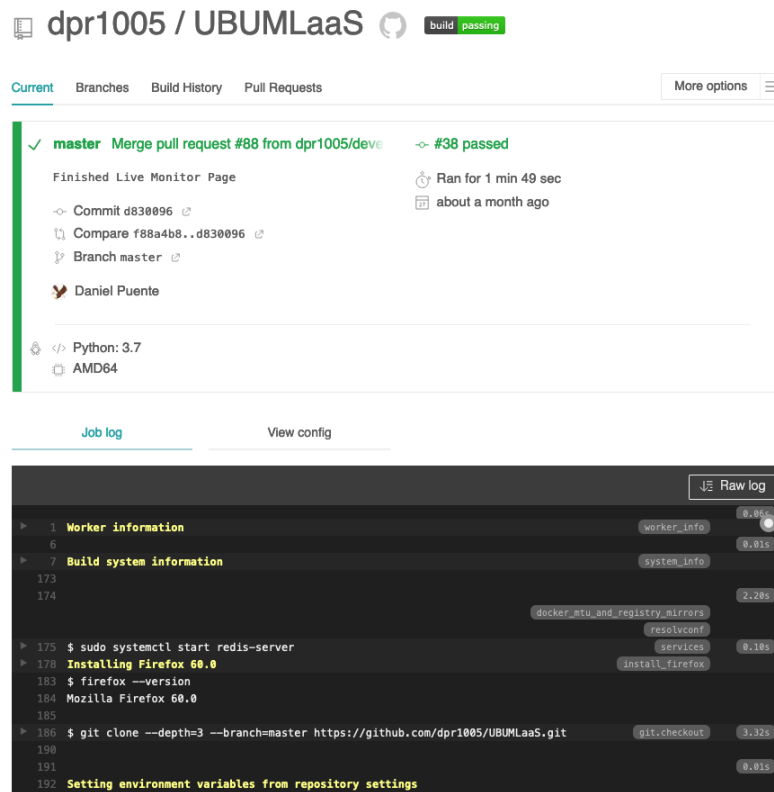 dpr1005 / UBUMLaaS build passing
Current Branches Build History Pull Requests More options
master Merge pull request #88 from dpr1005/deve #38 passed
Finished Live Monitor Page Ran for 1 min 49 sec
Commit d830096 about a month ago
Compare f88a4b8..d830096
Branch master
Daniel Puente
Python: 3.7
AMD64
Job log View config
Raw log
0.06s
1 Worker information worker_info
6 0.01s
7 Build system information system_info
173
174 2.20s
docker_mtu_and_registry_mirrors
resolvconf
175 $ sudo systemctl start redis-server services 0.10s
178 Installing Firefox 60.0 install_firefox
183 $ firefox --version
184 Mozilla Firefox 60.0
185
186 $ git clone --depth=3 --branch=master https://github.com/dpr1005/UBUMLaaS.git git.checkout 3.32s
190
191 0.01s
192 Setting environment variables from repository settings